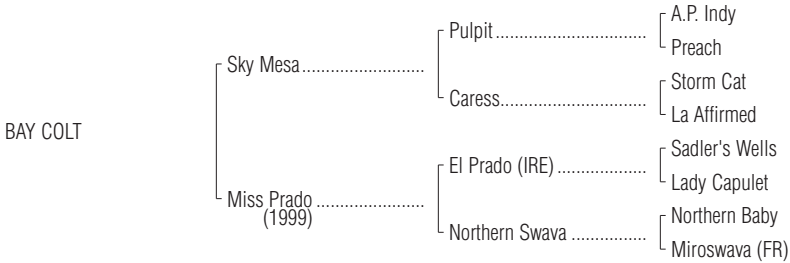 A.P. Indy
Pulpit
Preach
Sky Mesa
Storm Cat
Caress
La Affirmed
BAY COLT
Sadler's Wells
El Prado (IRE)
Lady Capulet
Miss Prado
(1999)
Northern Baby
Northern Swava
Miroswava (FR)